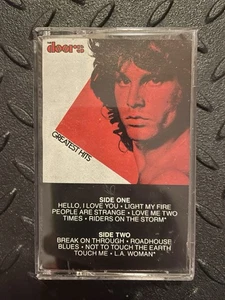 THE
doors
GREATEST HITS
SIDE ONE
HELLO, I LOVE YOU • LIGHT MY FIRE
PEOPLE ARE STRANGE • LOVE ME TWO
TIMES • RIDERS ON THE STORM*
SIDE TWO
BREAK ON THROUGH • ROADHOUSE
BLUES • NOT TO TOUCH THE EARTH
TOUCH ME • L.A. WOMAN*